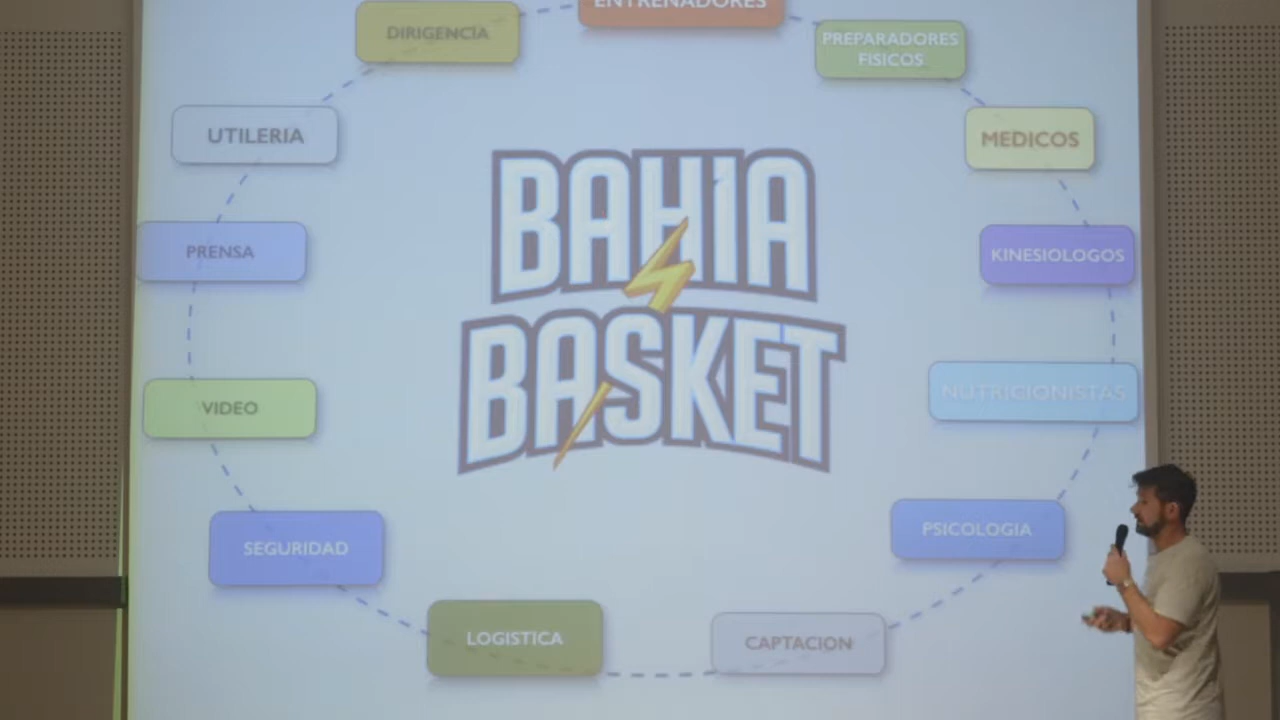 ENTRENADORES
DIRIGENCIA
PREPARADORES
FISICOS
UTILERIA
MEDICOS
BAHIA
BASKET
PRENSA
KINESIOLOGOS
VIDEO
NUTRICIONISTAS
SEGURIDAD
PSICOLOGIA
LOGISTICA
CAPTACION